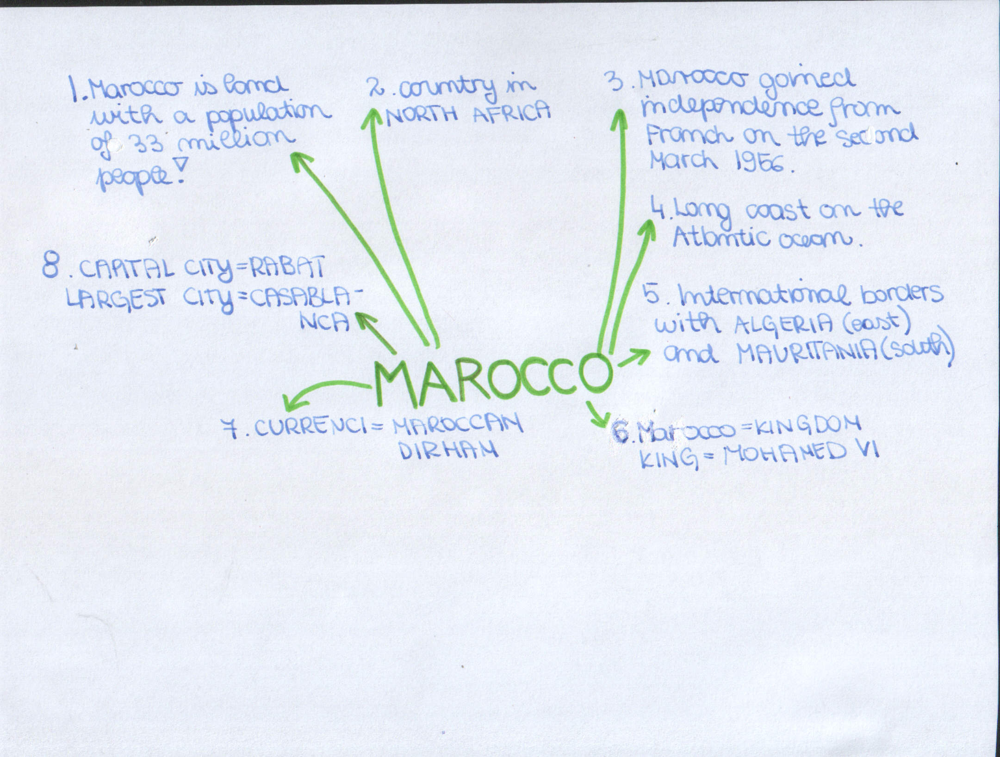 1. Marocco is land
with a population
of 33 million
people!
2. country in
NORTH AFRICA
3. Marocco gained
independence from
Franch on the second
March 1956.
4. Long coast on the
Atlantic ocean.
5. International borders
with ALGERIA (east)
and MAURITANIA (south)
6. Marocco = KINGDOM
KING = MOHAMED VI
7. CURRENCI = MAROCCAN
DIRHAM
8. CAPITAL CITY = RABAT
LARGEST CITY = CASABLA-
NCA
MAROCCO